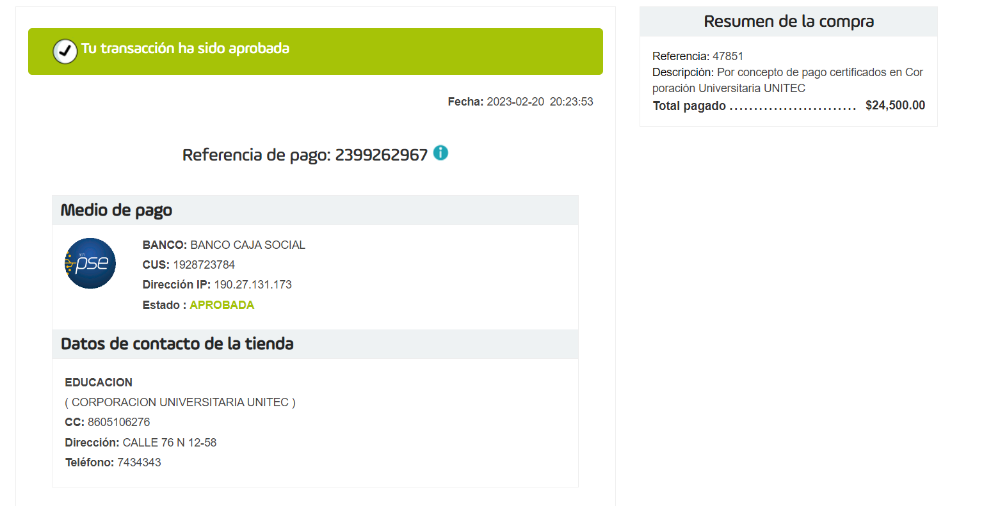 Tu transacción ha sido aprobada
Fecha: 2023-02-20 20:23:53
Referencia de pago: 2399262967
Medio de pago
ACH
pse
BANCO: BANCO CAJA SOCIAL
CUS: 1928723784
Dirección IP: 190.27.131.173
Estado : APROBADA
Datos de contacto de la tienda
EDUCACION
( CORPORACION UNIVERSITARIA UNITEC )
CC: 8605106276
Dirección: CALLE 76 N 12-58
Teléfono: 7434343
Resumen de la compra
Referencia: 47851
Descripción: Por concepto de pago certificados en Cor
poración Universitaria UNITEC
Total pagado .......................... $24,500.00